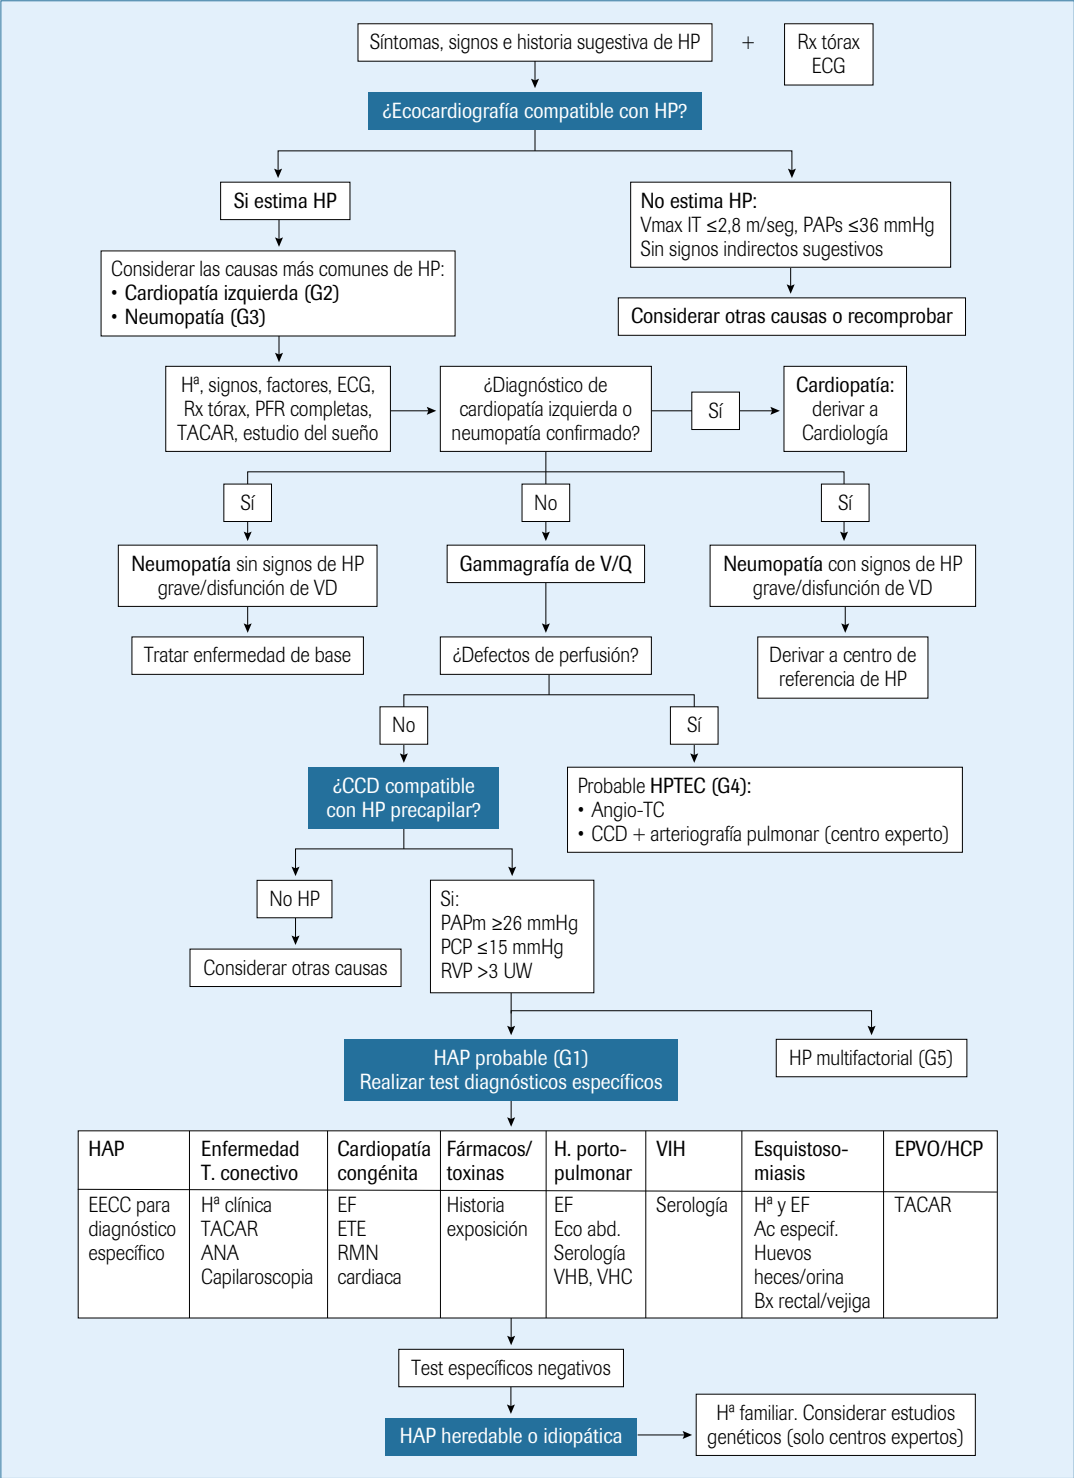 Síntomas, signos e historia sugestiva de HP
+
Rx tórax
ECG
¿Ecocardiografía compatible con HP?
Si estima HP
No estima HP:
Vmax IT ≤2,8 m/seg, PAPs ≤36 mmHg
Sin signos indirectos sugestivos
Considerar las causas más comunes de HP:
• Cardiopatía izquierda (G2)
• Neumopatía (G3)
Considerar otras causas o recomprobar
Hª, signos, factores, ECG,
Rx tórax, PFR completas,
TACAR, estudio del sueño
¿Diagnóstico de
cardiopatía izquierda o
neumopatía confirmado?
Sí
Cardiopatía:
derivar a
Cardiología
Sí
No
Sí
Neumopatía sin signos de HP
grave/disfunción de VD
Gammagrafía de V/Q
Neumopatía con signos de HP
grave/disfunción de VD
Tratar enfermedad de base
¿Defectos de perfusión?
Derivar a centro de
referencia de HP
No
Sí
¿CCD compatible
con HP precapilar?
Probable HPTEC (G4):
• Angio-TC
• CCD + arteriografía pulmonar (centro experto)
No HP
Si:
PAPm ≥26 mmHg
PCP ≤15 mmHg
RVP >3 UW
Considerar otras causas
HAP probable (G1)
Realizar test diagnósticos específicos
HP multifactorial (G5)
HAP
EECC para
diagnóstico
específico
Enfermedad
T. conectivo
Hª clínica
TACAR
ANA
Capilaroscopia
Cardiopatía
congénita
EF
ETE
RMN
cardiaca
Fármacos/
toxinas
Historia
exposición
H. porto-
pulmonar
EF
Eco abd.
Serología
VHB, VHC
VIH
Serología
Esquistoso-
miasis
Hª y EF
Ac especif.
Huevos
heces/orina
Bx rectal/vejiga
EPVO/HCP
TACAR
Test específicos negativos
HAP heredable o idiopática
Hª familiar. Considerar estudios
genéticos (solo centros expertos)